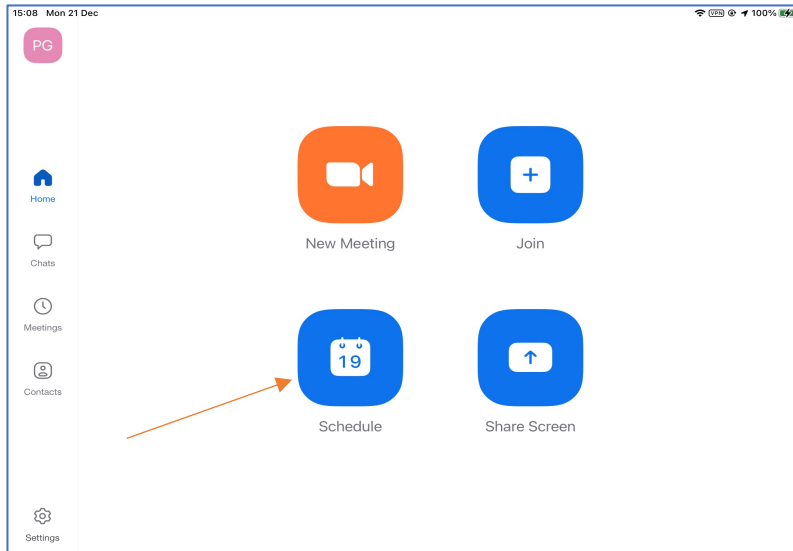 15:08 Mon 21 Dec
VPN 100%
PG
Home
Chats
Meetings
Contacts
Settings
New Meeting
Join
19
Schedule
Share Screen